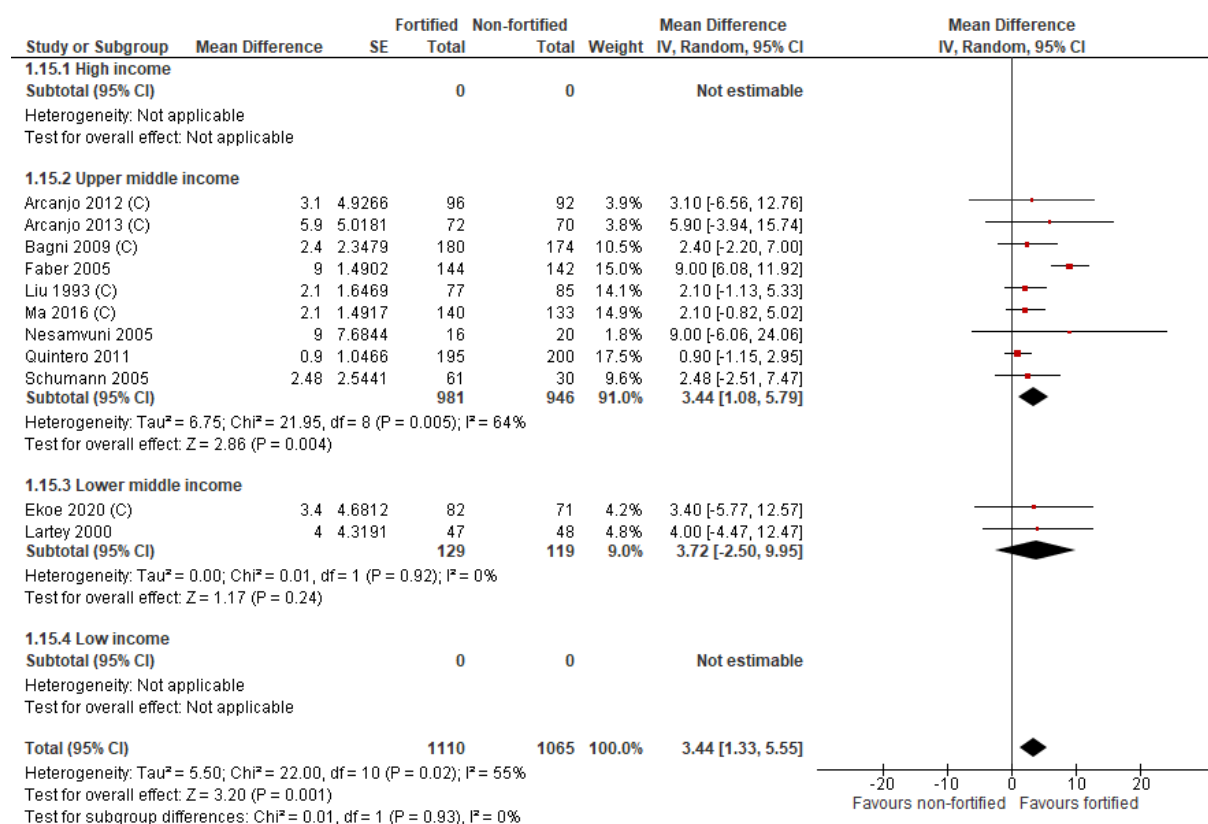 Fortified Non-fortified Mean Difference Mean Difference
Study or Subgroup Mean Difference SE Total Total Weight IV, Random, 95% CI IV, Random, 95% CI
1.15.1 High income
Subtotal (95% CI) 0 0 Not estimable
Heterogeneity: Not applicable
Test for overall effect: Not applicable
1.15.2 Upper middle income
Arcanjo 2012 (C) 3.1 4.9266 96 92 3.9% 3.10 [-6.56, 12.76]
Arcanjo 2013 (C) 5.9 5.0181 72 70 3.8% 5.90 [-3.94, 15.74]
Bagni 2009 (C) 2.4 2.3479 180 174 10.5% 2.40 [-2.20, 7.00]
Faber 2005 9 1.4902 144 142 15.0% 9.00 [6.08, 11.92]
Liu 1993 (C) 2.1 1.6469 77 85 14.1% 2.10 [-1.13, 5.33]
Ma 2016 (C) 2.1 1.4917 140 133 14.9% 2.10 [-0.82, 5.02]
Nesamvuni 2005 9 7.6844 16 20 1.8% 9.00 [-6.06, 24.06]
Quintero 2011 0.9 1.0466 195 200 17.5% 0.90 [-1.15, 2.95]
Schumann 2005 2.48 2.5441 61 30 9.6% 2.48 [-2.51, 7.47]
Subtotal (95% CI) 981 946 91.0% 3.44 [1.08, 5.79]
Heterogeneity: Tau² = 6.75; Chi² = 21.95, df = 8 (P = 0.005); I² = 64%
Test for overall effect: Z = 2.86 (P = 0.004)
1.15.3 Lower middle income
Ekoe 2020 (C) 3.4 4.6812 82 71 4.2% 3.40 [-5.77, 12.57]
Lartey 2000 4 4.3191 47 48 4.8% 4.00 [-4.47, 12.47]
Subtotal (95% CI) 129 119 9.0% 3.72 [-2.50, 9.95]
Heterogeneity: Tau² = 0.00; Chi² = 0.01, df = 1 (P = 0.92); I² = 0%
Test for overall effect: Z = 1.17 (P = 0.24)
1.15.4 Low income
Subtotal (95% CI) 0 0 Not estimable
Heterogeneity: Not applicable
Test for overall effect: Not applicable
Total (95% CI) 1110 1065 100.0% 3.44 [1.33, 5.55]
Heterogeneity: Tau² = 5.50; Chi² = 22.00, df = 10 (P = 0.02); I² = 55%
Test for overall effect: Z = 3.20 (P = 0.001)
Test for subgroup differences: Chi² = 0.01, df = 1 (P = 0.93), I² = 0%
-20 -10 0 10 20
Favours non-fortified Favours fortified